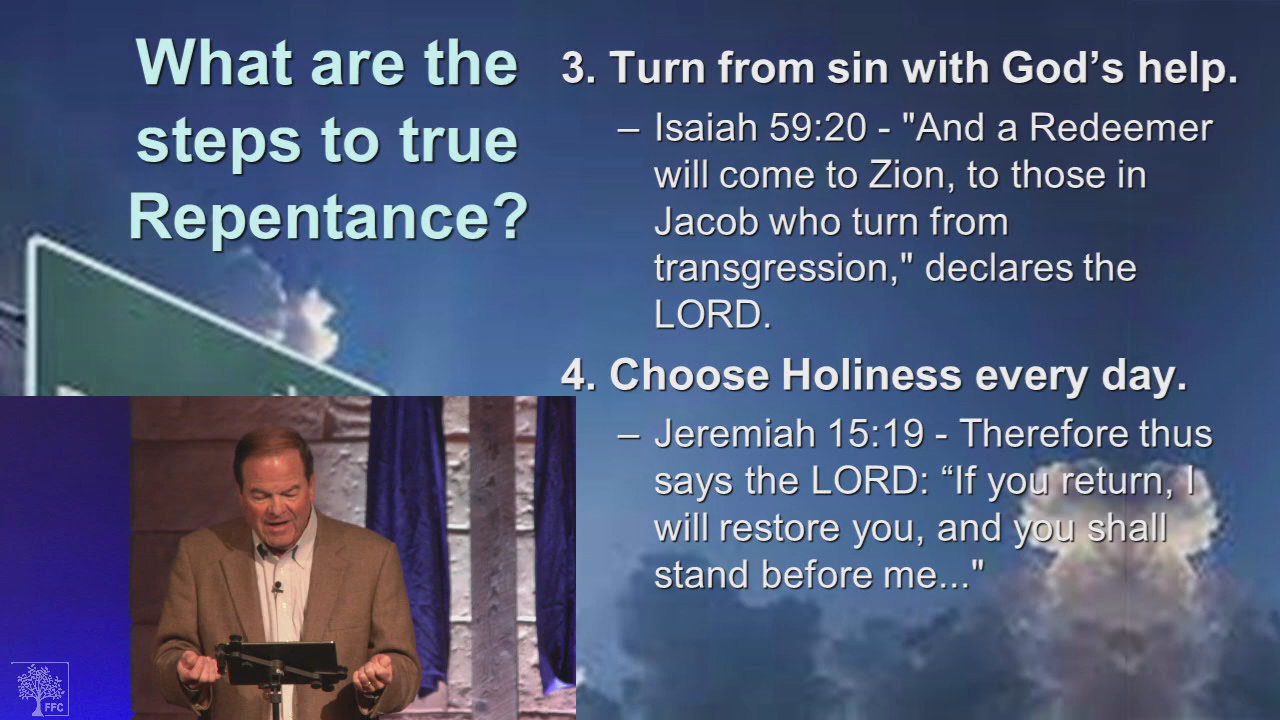 What are the
steps to true
Repentance?
3. Turn from sin with God’s help.
– Isaiah 59:20 - "And a Redeemer
will come to Zion, to those in
Jacob who turn from
transgression," declares the
LORD.
4. Choose Holiness every day.
– Jeremiah 15:19 - Therefore thus
says the LORD: “If you return, I
will restore you, and you shall
stand before me..."
FFC